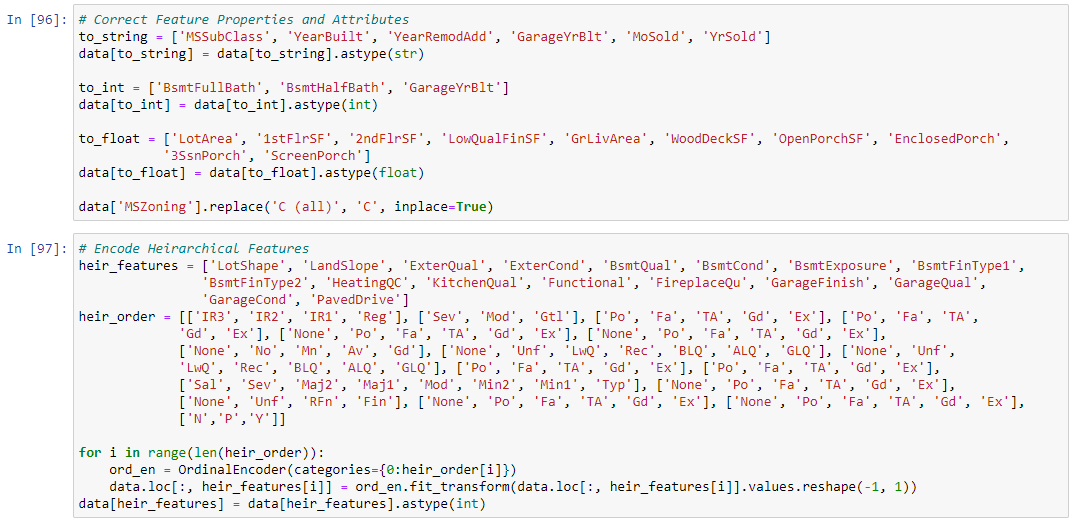 In [96]:
# Correct Feature Properties and Attributes
to_string = ['MSSubClass', 'YearBuilt', 'YearRemodAdd', 'GarageYrBlt', 'MoSold', 'YrSold']
data[to_string] = data[to_string].astype(str)
to_int = ['BsmtFullBath', 'BsmtHalfBath', 'GarageYrBlt']
data[to_int] = data[to_int].astype(int)
to_float = ['LotArea', '1stFlrSF', '2ndFlrSF', 'LowQualFinSF', 'GrLivArea', 'WoodDeckSF', 'OpenPorchSF', 'EnclosedPorch',
'3SsnPorch', 'ScreenPorch']
data[to_float] = data[to_float].astype(float)
data['MSZoning'].replace('C (all)', 'C', inplace=True)
In [97]:
# Encode Heirarchical Features
heir_features = ['LotShape', 'LandSlope', 'ExterQual', 'ExterCond', 'BsmtQual', 'BsmtCond', 'BsmtExposure', 'BsmtFinType1',
'BsmtFinType2', 'HeatingQC', 'KitchenQual', 'Functional', 'FireplaceQu', 'GarageFinish', 'GarageQual',
'GarageCond', 'PavedDrive']
heir_order = [['IR3', 'IR2', 'IR1', 'Reg'], ['Sev', 'Mod', 'Gtl'], ['Po', 'Fa', 'TA', 'Gd', 'Ex'], ['Po', 'Fa', 'TA',
'Gd', 'Ex'], ['None', 'Po', 'Fa', 'TA', 'Gd', 'Ex'], ['None', 'Po', 'Fa', 'TA', 'Gd', 'Ex'],
['None', 'No', 'Mn', 'Av', 'Gd'], ['None', 'Unf', 'LwQ', 'Rec', 'BLQ', 'ALQ', 'GLQ'], ['None', 'Unf',
'LwQ', 'Rec', 'BLQ', 'ALQ', 'GLQ'], ['Po', 'Fa', 'TA', 'Gd', 'Ex'], ['Po', 'Fa', 'TA', 'Gd', 'Ex'],
['Sal', 'Sev', 'Maj2', 'Maj1', 'Mod', 'Min2', 'Min1', 'Typ'], ['None', 'Po', 'Fa', 'TA', 'Gd', 'Ex'],
['None', 'Unf', 'RFn', 'Fin'], ['None', 'Po', 'Fa', 'TA', 'Gd', 'Ex'], ['None', 'Po', 'Fa', 'TA', 'Gd', 'Ex'],
['N','P','Y']]
for i in range(len(heir_order)):
ord_en = OrdinalEncoder(categories={0:heir_order[i]})
data.loc[:, heir_features[i]] = ord_en.fit_transform(data.loc[:, heir_features[i]].values.reshape(-1, 1))
data[heir_features] = data[heir_features].astype(int)